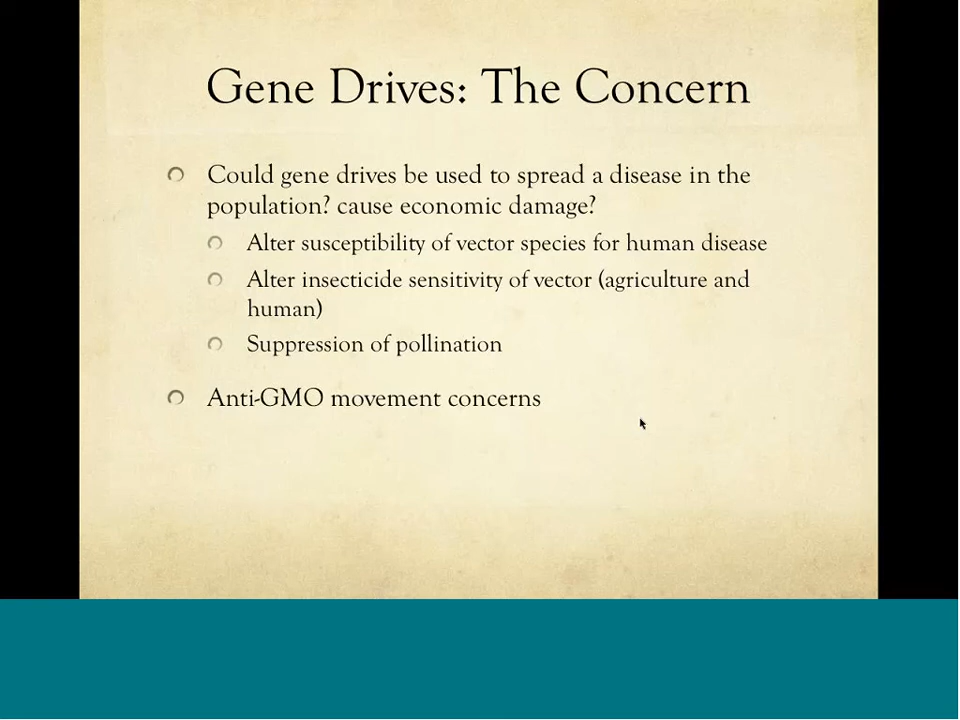 Gene Drives: The Concern
Could gene drives be used to spread a disease in the
population? cause economic damage?
Alter susceptibility of vector species for human disease
Alter insecticide sensitivity of vector (agriculture and
human)
Suppression of pollination
Anti-GMO movement concerns